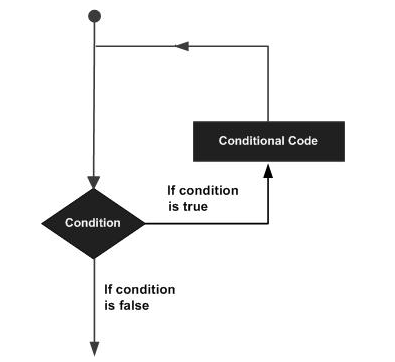 Conditional Code
If condition
is true
Condition
If condition
is false